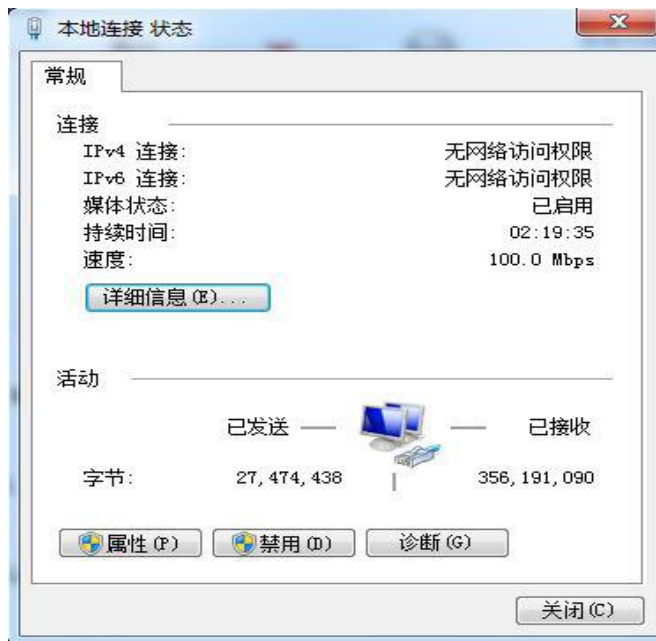 本地连接 状态
常规
连接
IPv4 连接: 无网络访问权限
IPv6 连接: 无网络访问权限
媒体状态: 已启用
持续时间: 02:19:35
速度: 100.0 Mbps
详细信息(E)...
活动
已发送 — — 已接收
字节: 27,474,438 | 356,191,090
属性(P) 禁用(D) 诊断(G)
关闭(C)